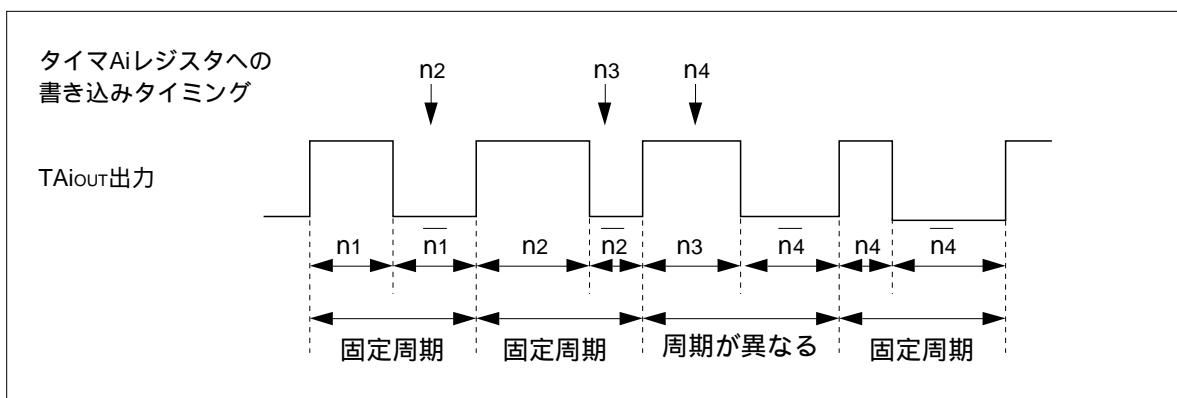 タイマAiレジスタへの
書き込みタイミング
n2 n3 n4
TAiOUT出力
n1 n1 n2 n2 n3 n4 n4 n4
固定周期 固定周期 周期が異なる 固定周期